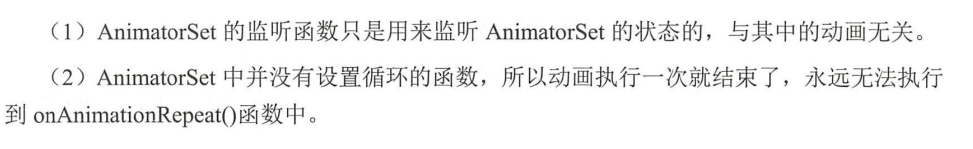 （1）AnimatorSet 的监听函数只是用来监听 AnimatorSet 的状态的，与其中的动画无关。
（2）AnimatorSet 中并没有设置循环的函数，所以动画执行一次就结束了，永远无法执行
到 onAnimationRepeat()函数中。